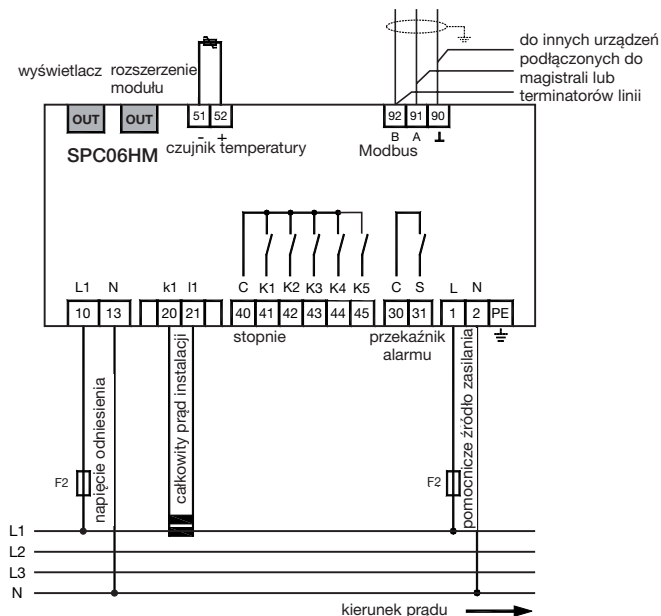 do innych urządzeń
podłączonych do
magistrali lub
terminatorów linii
wyświetlacz
rozszerzenie
modułu
OUT OUT
51 52
- +
czujnik temperatury
92 91 90
B A
Modbus
SPC06HM
L1 N k1 l1 C K1 K2 K3 K4 K5 C S L N
10 13 20 21 40 41 42 43 44 45 30 31 1 2 PE
stopnie
przekaźnik
alarmu
napięcie odniesienia
całkowity prąd instalacji
pomocnicze źródło zasilania
F2
F2
L1
L2
L3
N
kierunek prądu